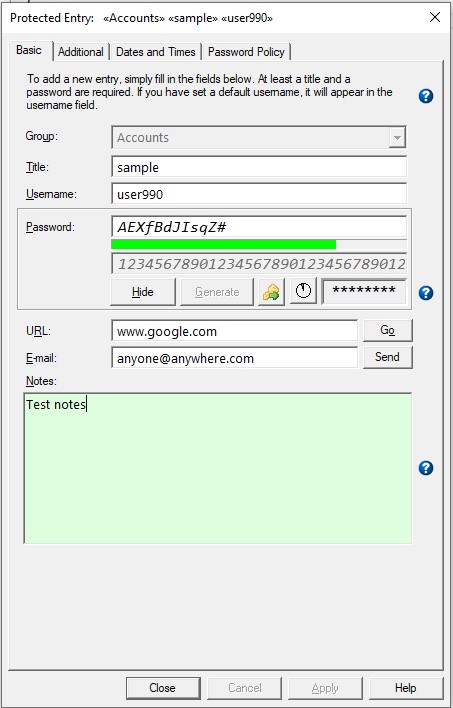 Protected Entry: «Accounts» «sample» «user990»
Basic Additional Dates and Times Password Policy
To add a new entry, simply fill in the fields below. At least a title and a
password are required. If you have set a default username, it will appear in the
username field.
Group: Accounts
Title: sample
Username: user990
Password: AEXfBdJIsqZ#
12345678901234567890123456789012
Hide Generate ********
URL: www.google.com Go
E-mail: anyone@anywhere.com Send
Notes:
Test notes
Close Cancel Apply Help